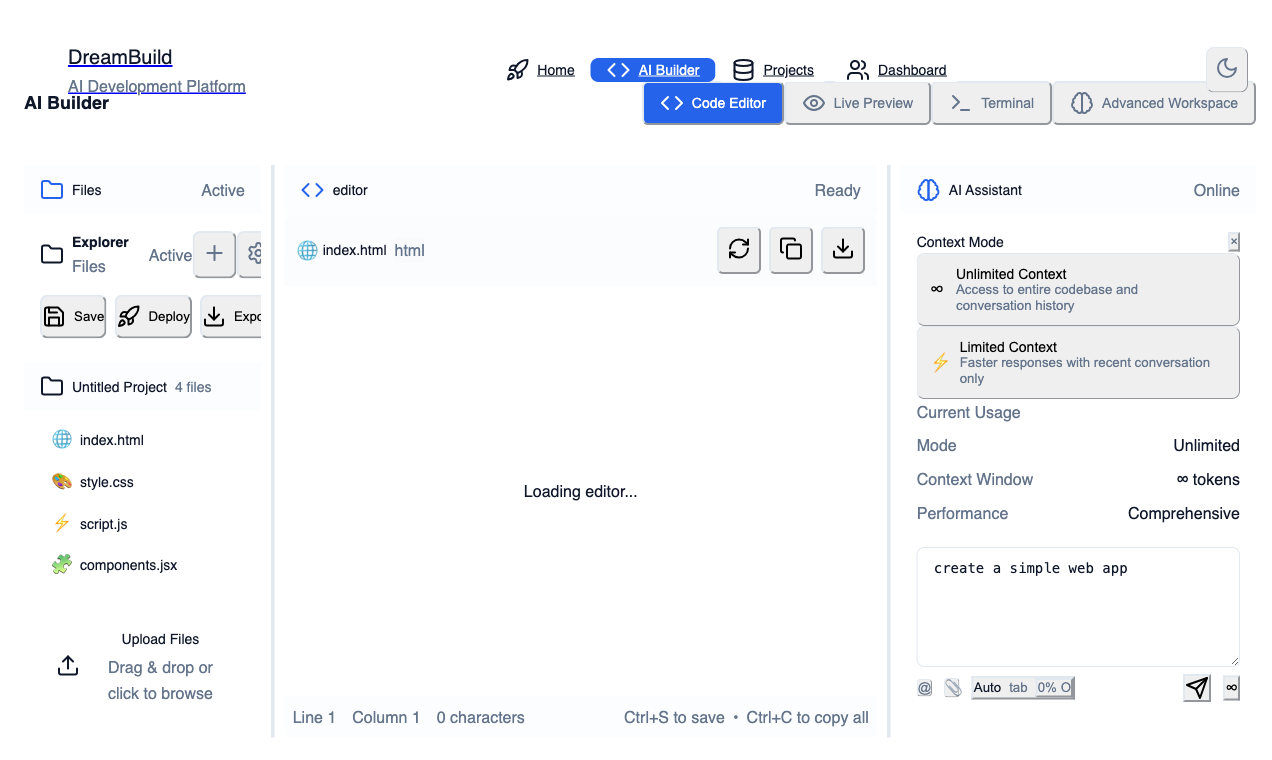 DreamBuild
AI Development Platform
Home
AI Builder
Projects
Dashboard
AI Builder
Code Editor
Live Preview
Terminal
Advanced Workspace
Files
Active
Explorer
Files
Active
Save
Deploy
Expo
Untitled Project 4 files
index.html
style.css
script.js
components.jsx
Upload Files
Drag & drop or
click to browse
editor
Ready
index.html html
Loading editor...
Line 1 Column 1 0 characters
Ctrl+S to save • Ctrl+C to copy all
AI Assistant
Online
Context Mode
×
∞
Unlimited Context
Access to entire codebase and
conversation history
Limited Context
Faster responses with recent conversation
only
Current Usage
Mode Unlimited
Context Window ∞ tokens
Performance Comprehensive
create a simple web app
@
Auto tab 0% O
∞